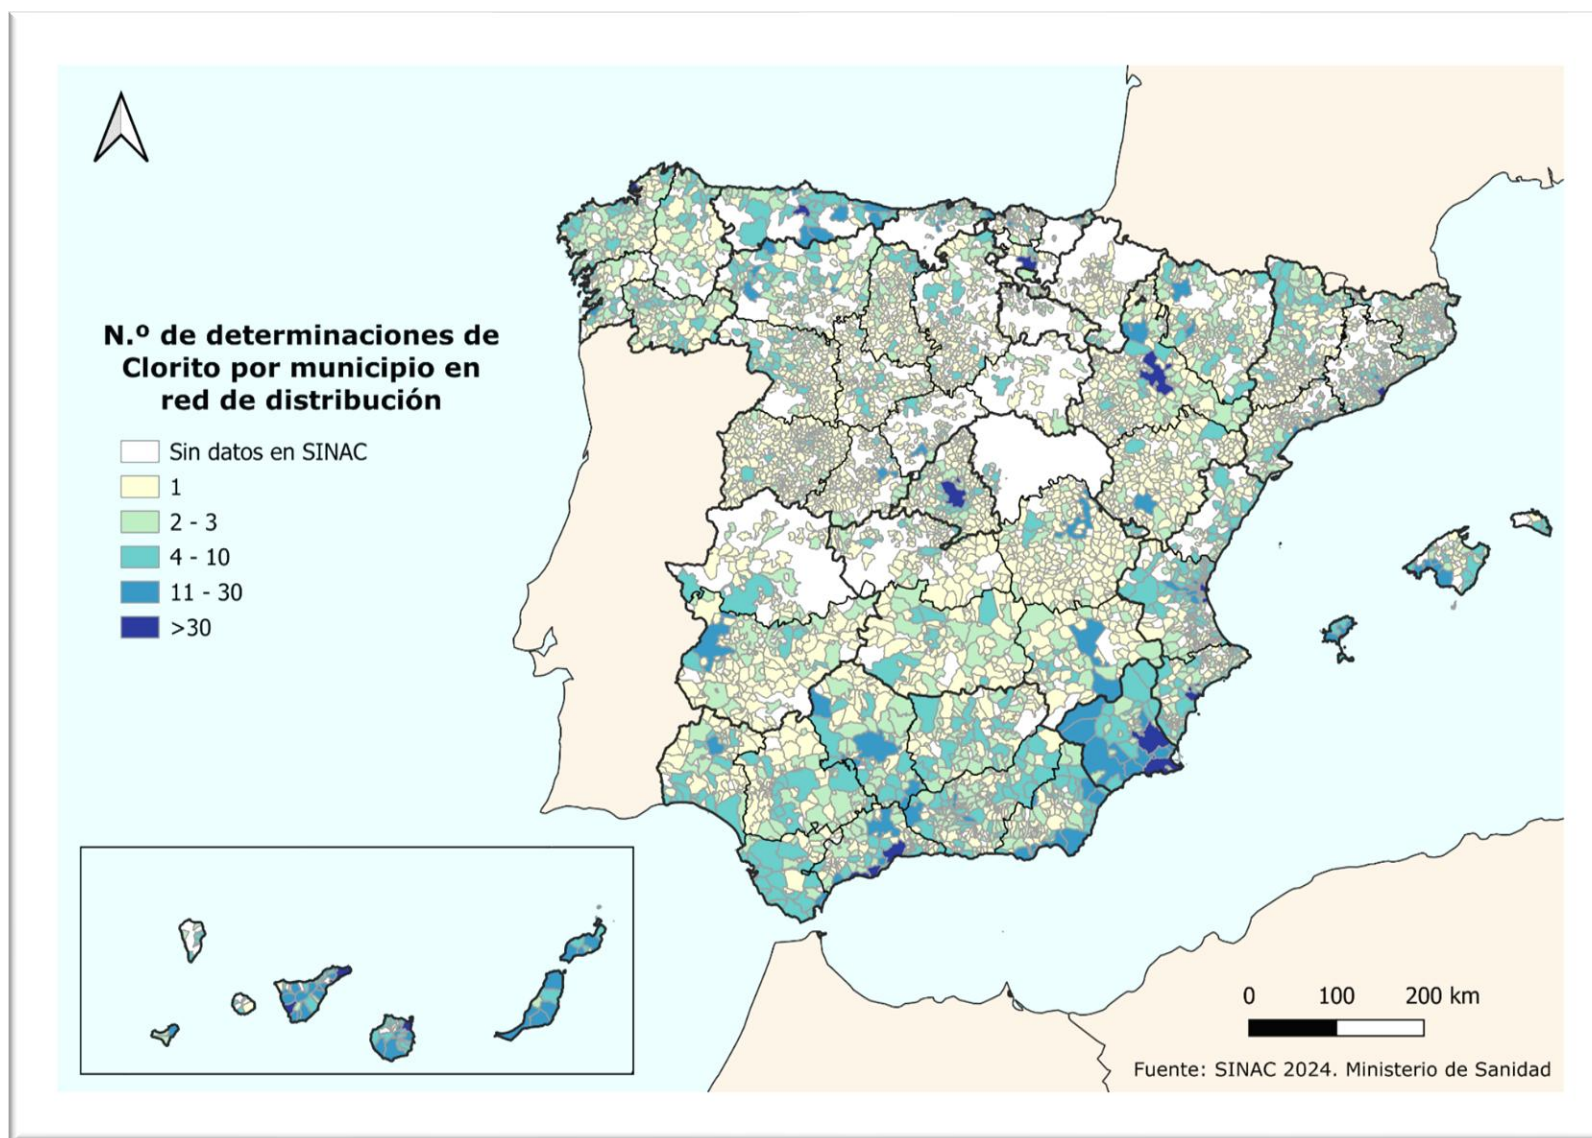 N.º de determinaciones de
Clorito por municipio en
red de distribución
Sin datos en SINAC
1
2 - 3
4 - 10
11 - 30
>30
0 100 200 km
Fuente: SINAC 2024. Ministerio de Sanidad